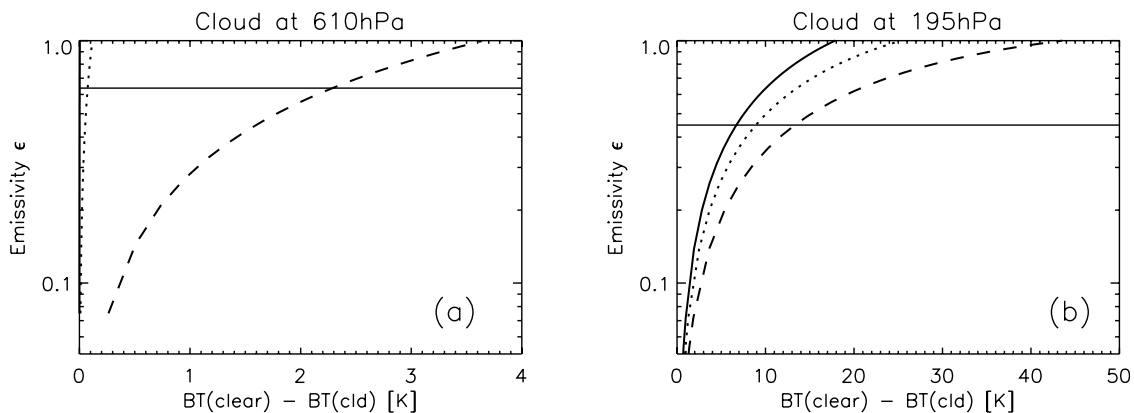 Cloud at 610hPa
1.0
0.1
Emissivity ϵ
(a)
0 1 2 3 4
BT(clear) − BT(cld) [K]
Cloud at 195hPa
1.0
0.1
Emissivity ϵ
(b)
0 10 20 30 40 50
BT(clear) − BT(cld) [K]